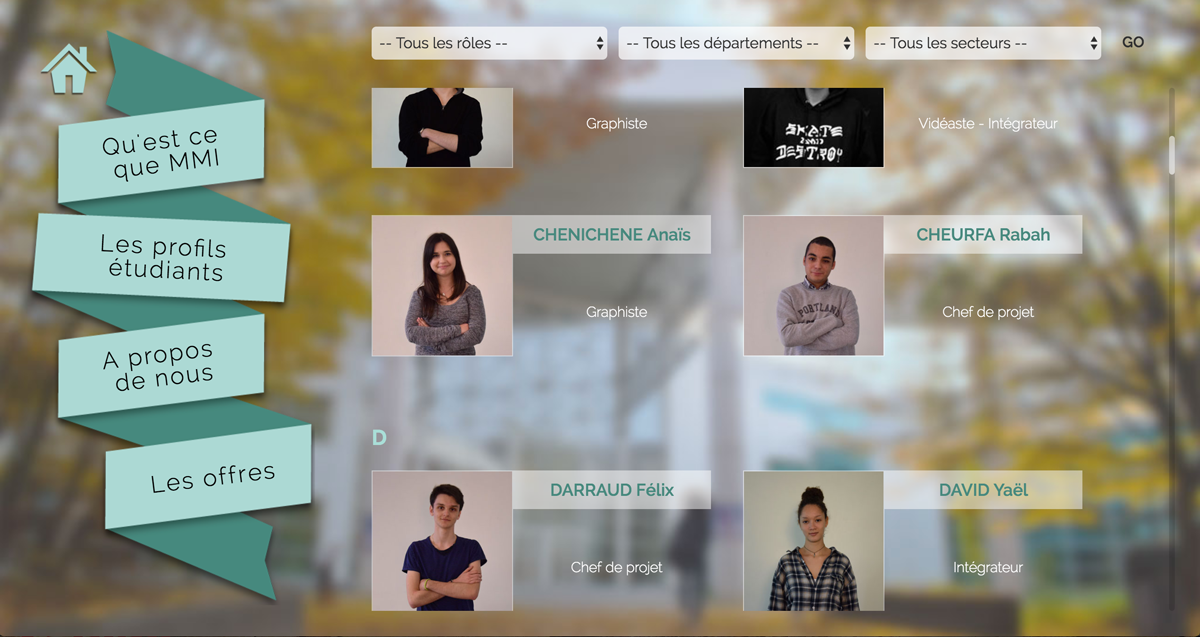 -- Tous les rôles --
-- Tous les départements --
-- Tous les secteurs --
GO
Qu'est ce
que MMI
Les profils
étudiants
A propos
de nous
Les offres
Graphiste
SKATE
AND
DESTROY
Vidéaste - Intégrateur
CHENICHENE Anaïs
Graphiste
PORTLAND
CHEURFA Rabah
Chef de projet
D
DARRAUD Félix
Chef de projet
DAVID Yaël
Intégrateur